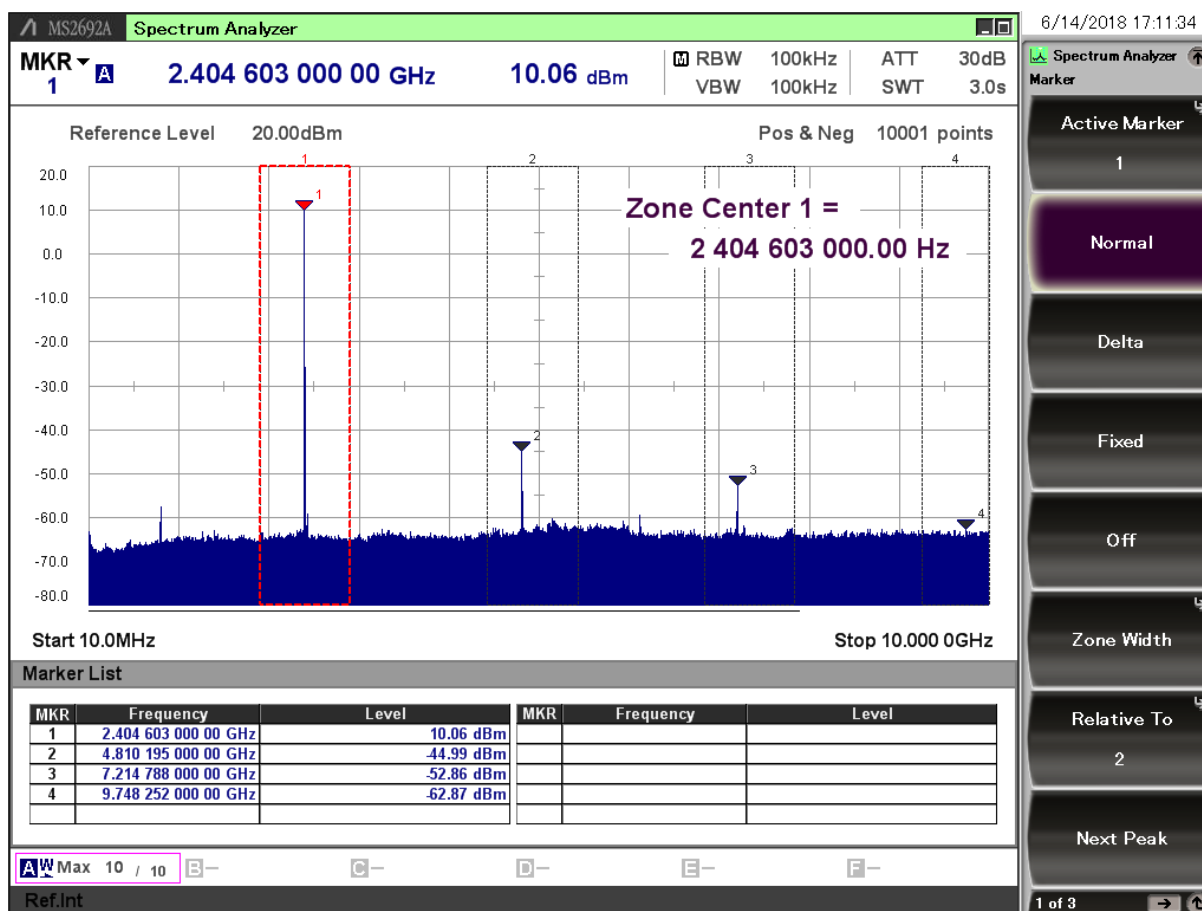 MS2692A Spectrum Analyzer
6/14/2018 17:11:34
MKR A 2.404 603 000 00 GHz 10.06 dBm
1
M RBW 100kHz ATT 30dB
VBW 100kHz SWT 3.0s
Reference Level 20.00dBm Pos & Neg 10001 points
1 2 3 4
20.0
10.0
0.0
-10.0
-20.0
-30.0
-40.0
-50.0
-60.0
-70.0
-80.0
1
2
3
4
Zone Center 1 =
2 404 603 000.00 Hz
Start 10.0MHz Stop 10.000 0GHz
Marker List
MKR Frequency Level MKR Frequency Level
1 2.404 603 000 00 GHz 10.06 dBm
2 4.810 195 000 00 GHz -44.99 dBm
3 7.214 788 000 00 GHz -52.86 dBm
4 9.748 252 000 00 GHz -62.87 dBm
A W Max 10 / 10 B- C- D- E- F-
Ref.Int
Spectrum Analyzer
Marker
Active Marker
1
Normal
Delta
Fixed
Off
Zone Width
Relative To
2
Next Peak
1 of 3